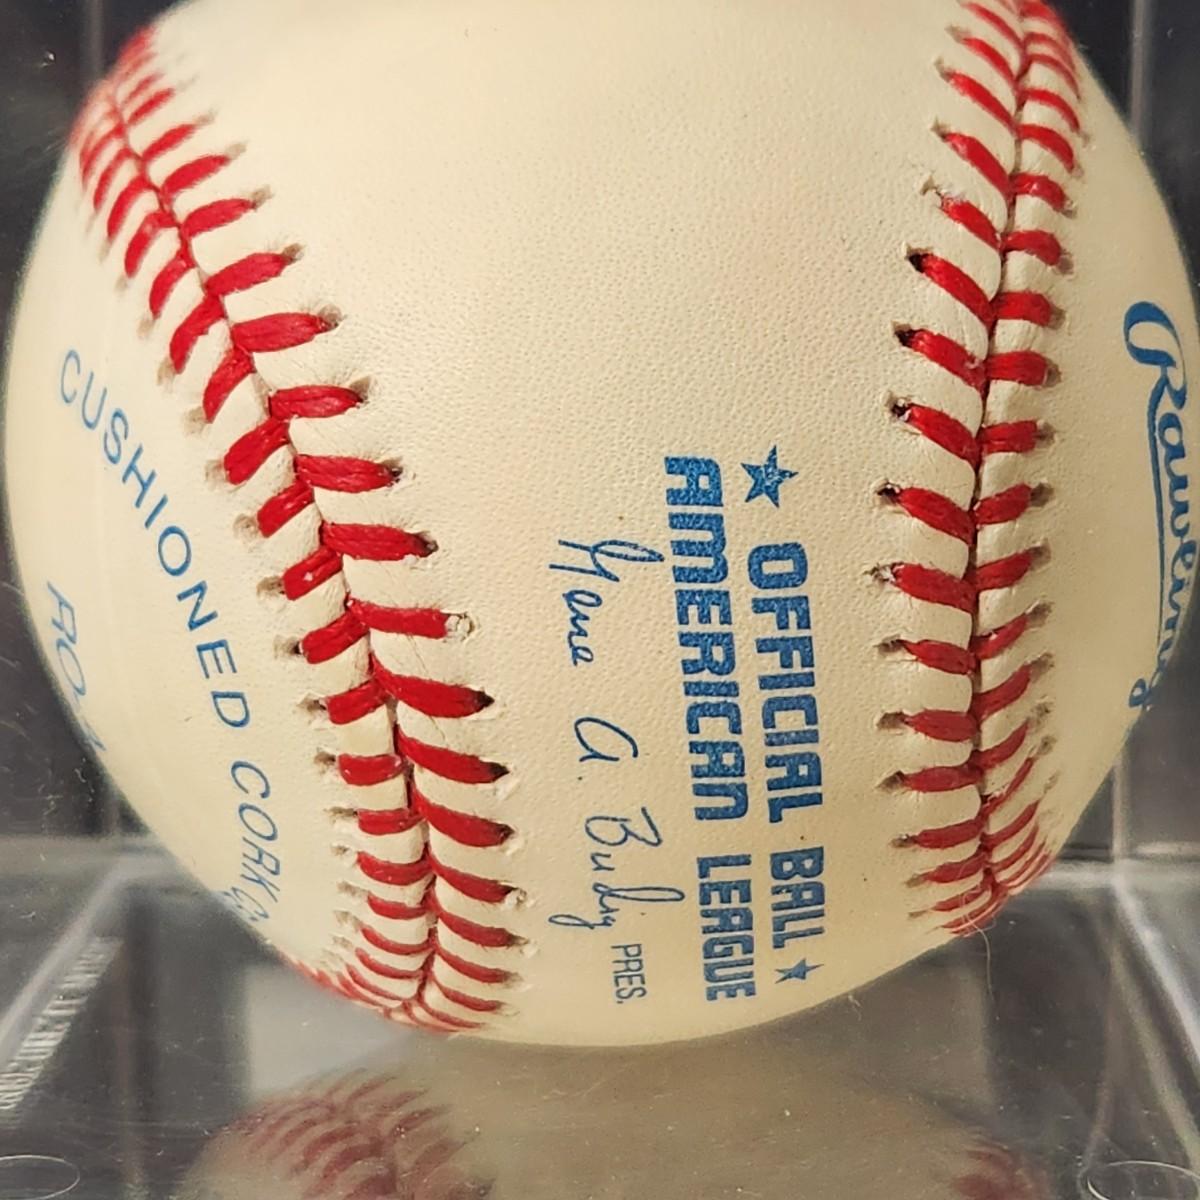 ★ OFFICIAL BALL ★
AMERICAN LEAGUE
Gene A. Budig PRES.
CUSHIONED CORK
Rawlings